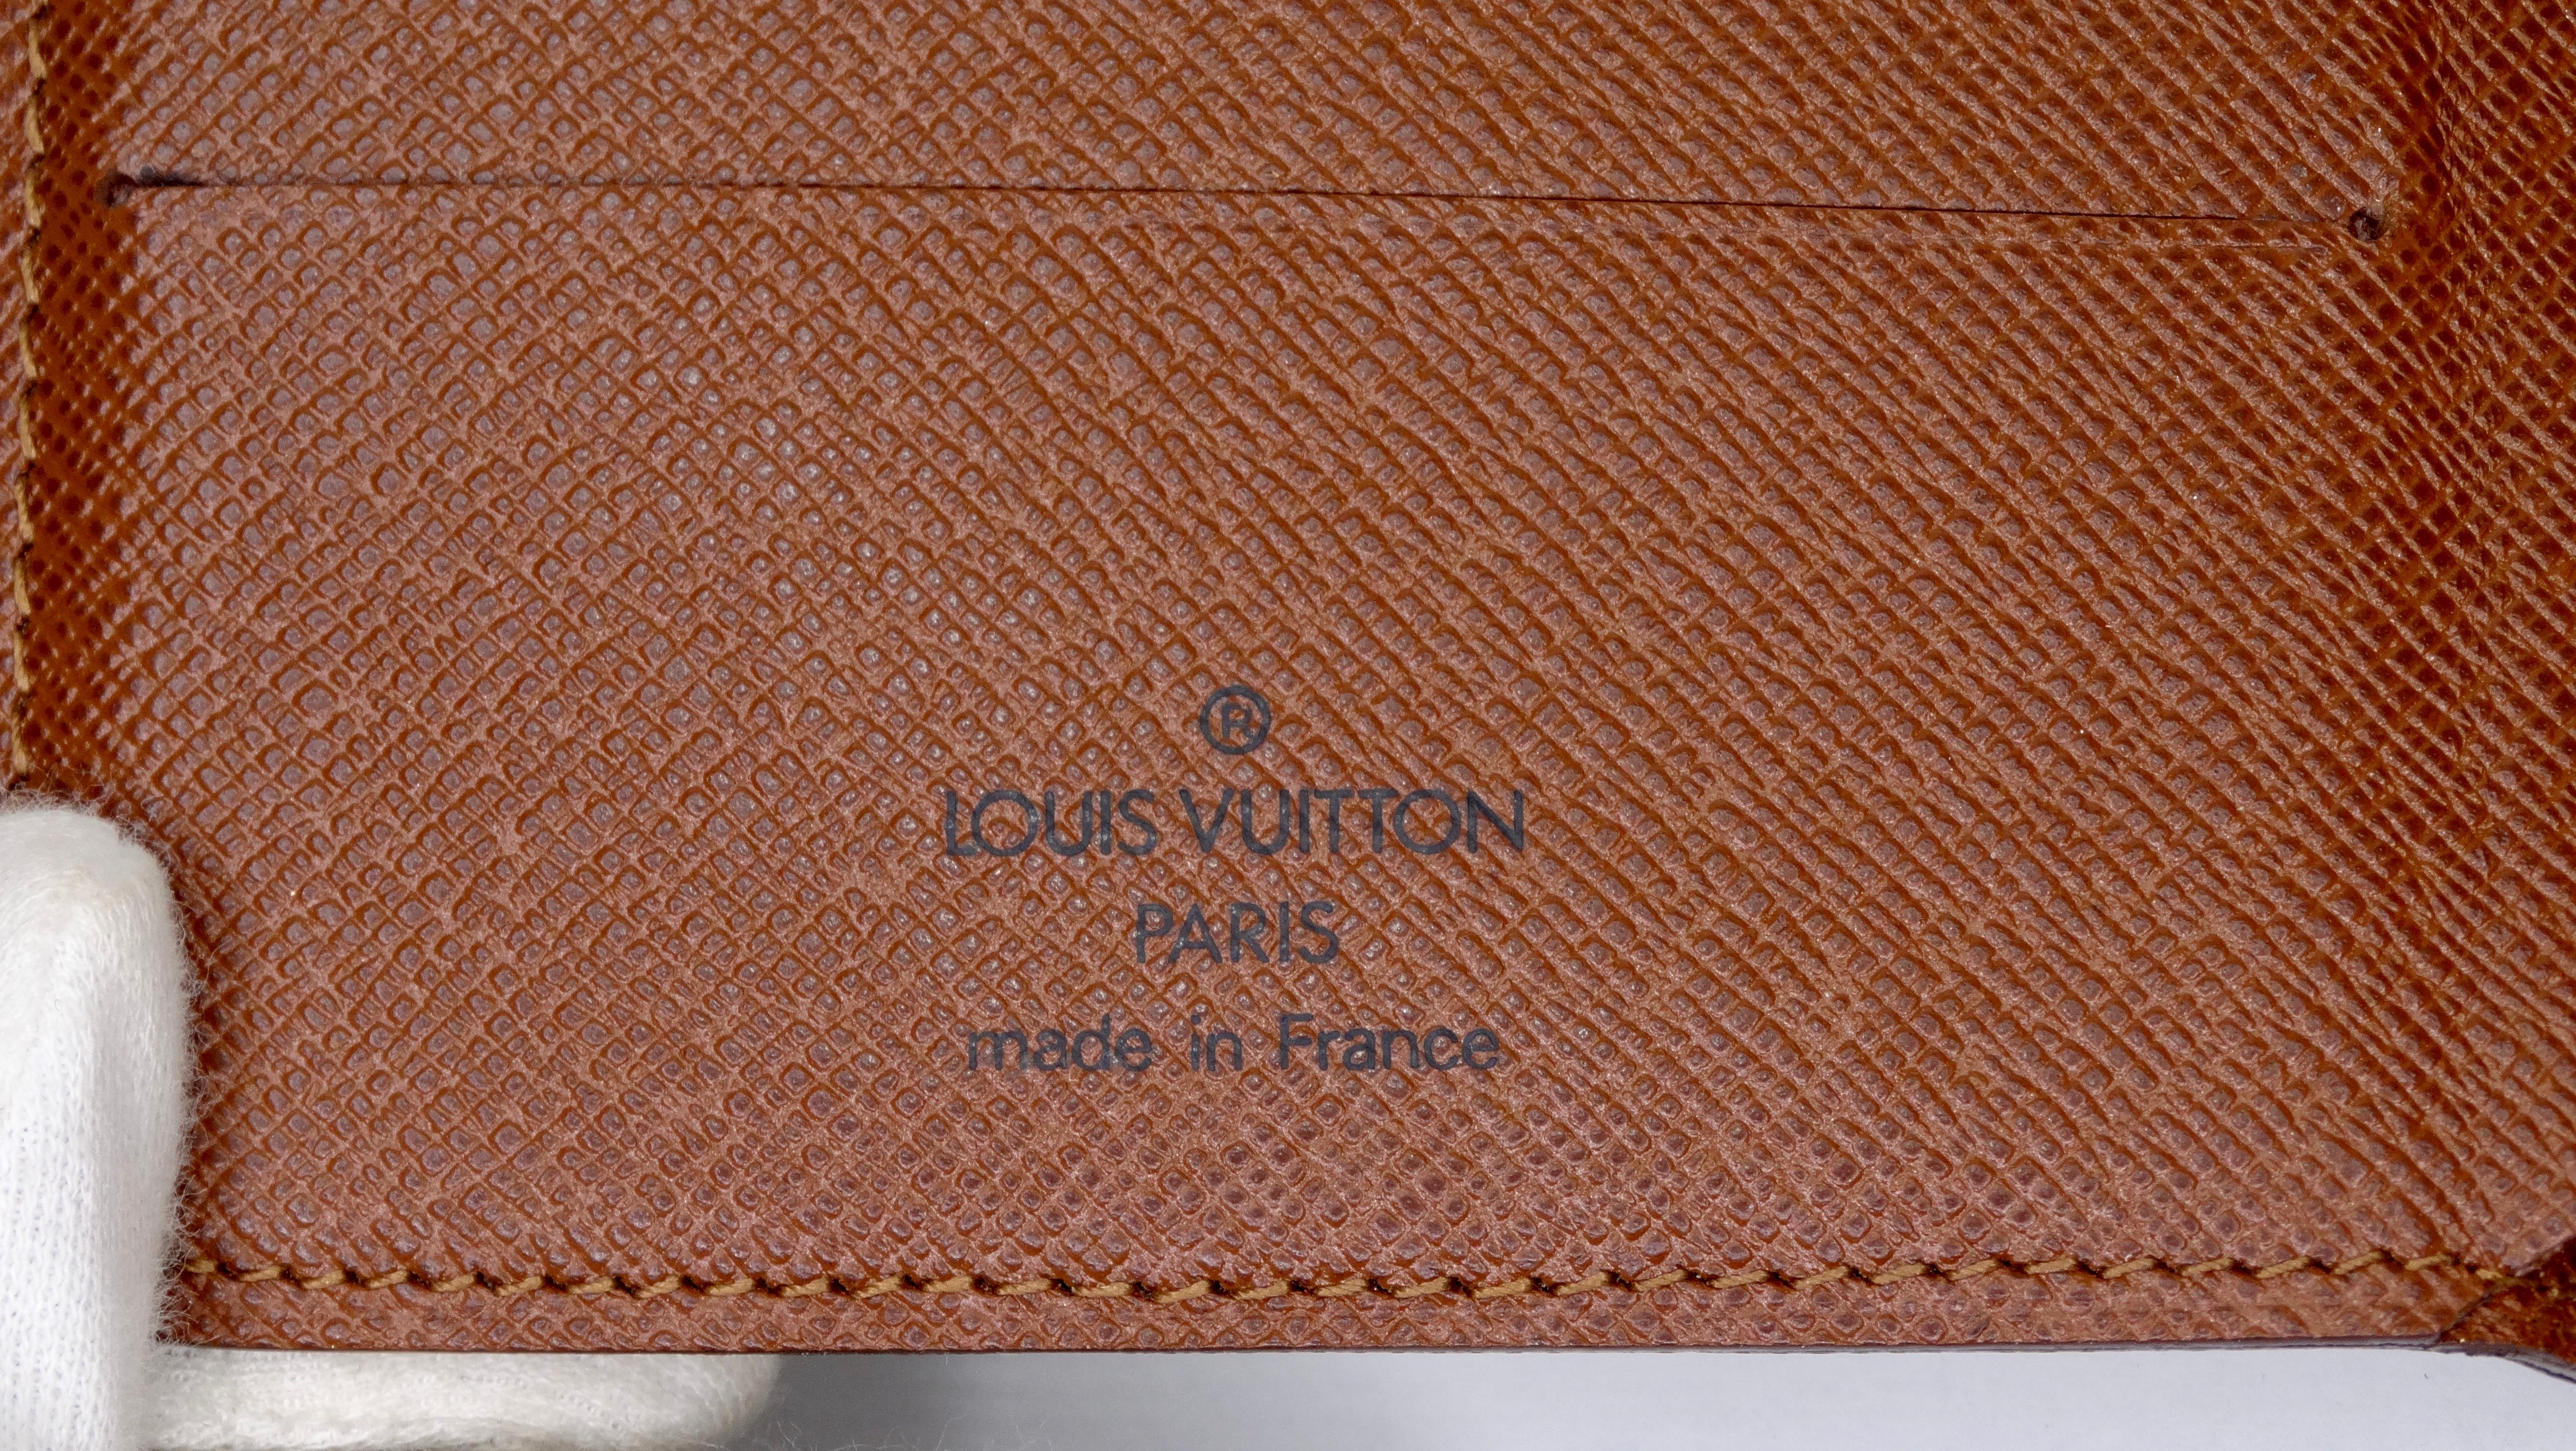 ®
LOUIS VUITTON
PARIS
made in France